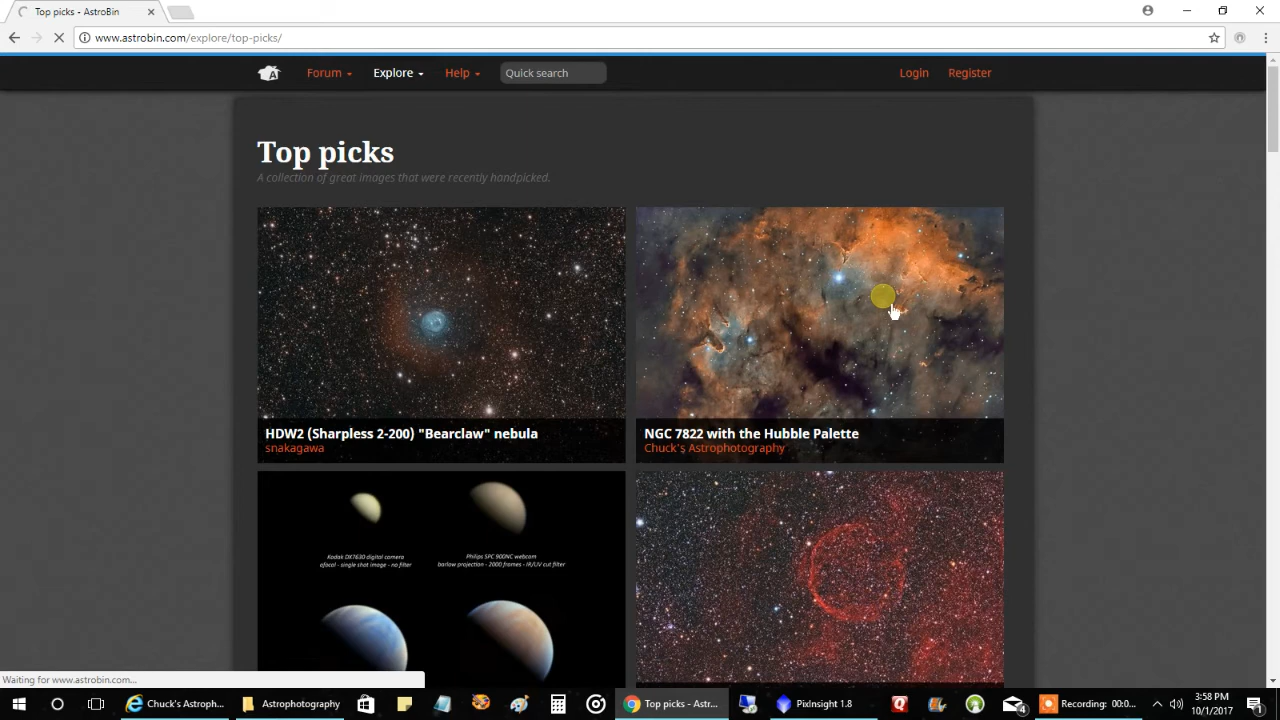 Top picks - AstroBin
www.astrobin.com/explore/top-picks/
Forum Explore Help Quick search Login Register
Top picks
A collection of great images that were recently handpicked.
HDW2 (Sharpless 2-200) "Bearclaw" nebula
snakagawa
NGC 7822 with the Hubble Palette
Chuck's Astrophotography
Kodak DX7630 digital camera
afocal - single shot image - no filter
Philips SPC 900NC webcam
barlow projection - 2000 frames - IR/UV cut filter
Waiting for www.astrobin.com...
Chuck's Astroph... Astrophotography Top picks - Astr... PixInsight 1.8 4 Recording: 00:0... 3:58 PM
10/1/2017